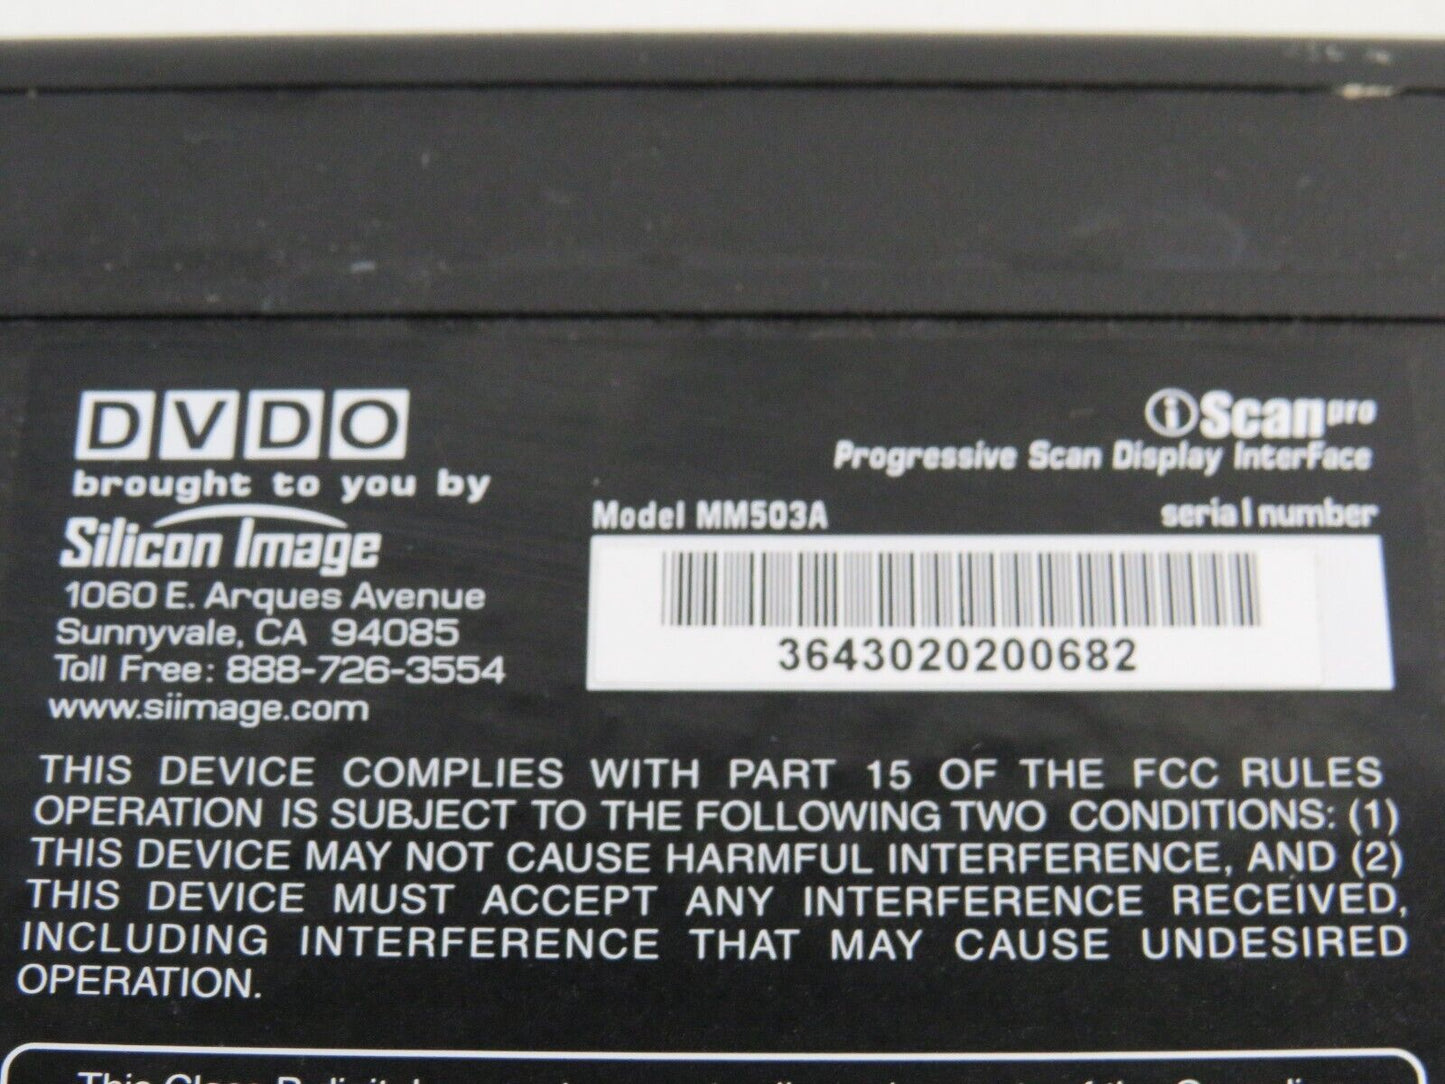 DVDO
brought to you by
Silicon Image
1060 E. Arques Avenue
Sunnyvale, CA 94085
Toll Free: 888-726-3554
www.siimage.com
iScan pro
Progressive Scan Display Interface
Model MM503A serial number
3643020200682
THIS DEVICE COMPLIES WITH PART 15 OF THE FCC RULES
OPERATION IS SUBJECT TO THE FOLLOWING TWO CONDITIONS: (1)
THIS DEVICE MAY NOT CAUSE HARMFUL INTERFERENCE, AND (2)
THIS DEVICE MUST ACCEPT ANY INTERFERENCE RECEIVED,
INCLUDING INTERFERENCE THAT MAY CAUSE UNDESIRED
OPERATION.
This Class B digital